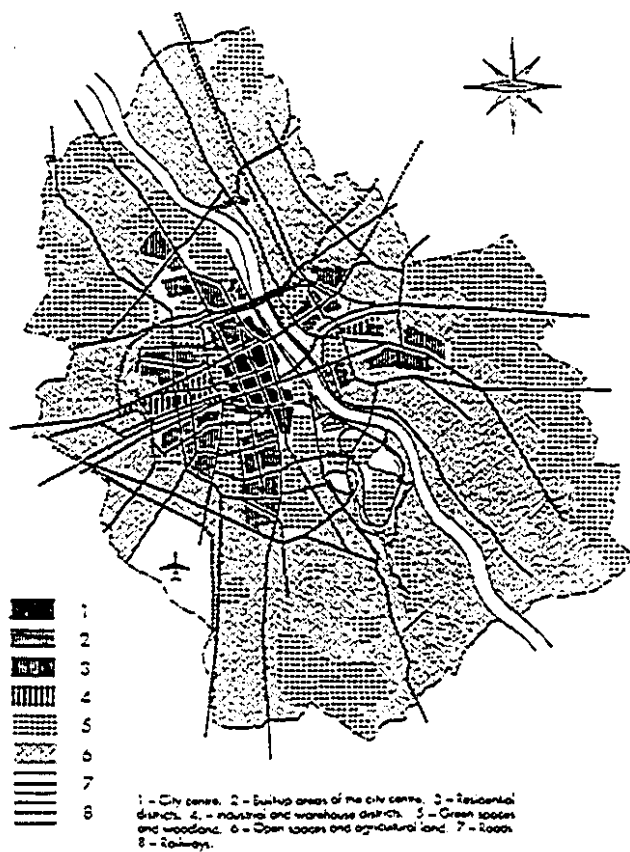 1
2
3
4
5
6
7
8
1 – City centre. 2 – Built-up areas of the city centre. 3 – Residential
districts. 4. – Industrial and warehouse districts. 5 – Green spaces
and woodland. 6 – Open spaces and agricultural land. 7 – Roads
8 – Railways.